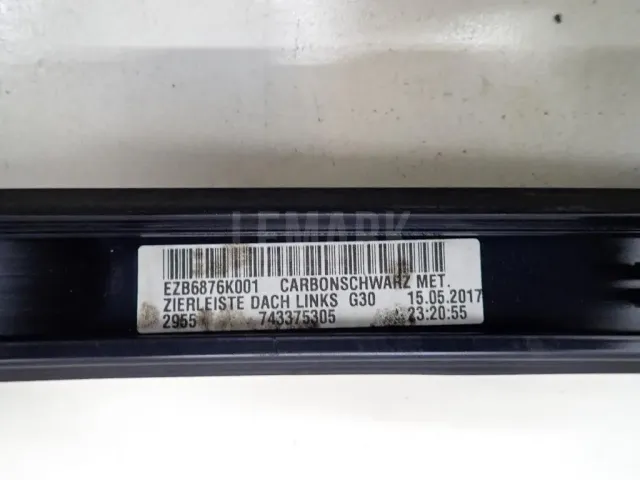 LEMARK
EZB6876K001 CARBONSCHWARZ MET.
ZIERLEISTE DACH LINKS G30 15.05.2017
2955 743375305 23:20:55